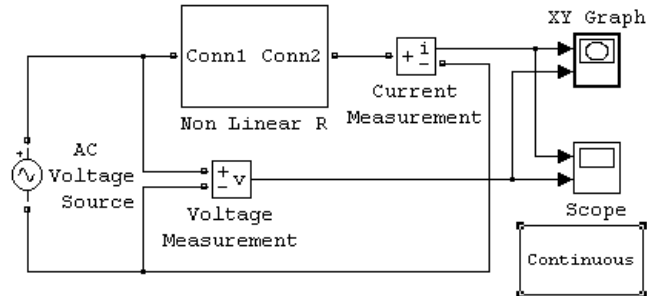 XY Graph
Conn1 Conn2
+ i
-
Current
Measurement
Non Linear R
+
AC
Voltage
Source
+
- v
Voltage
Measurement
Scope
Continuous